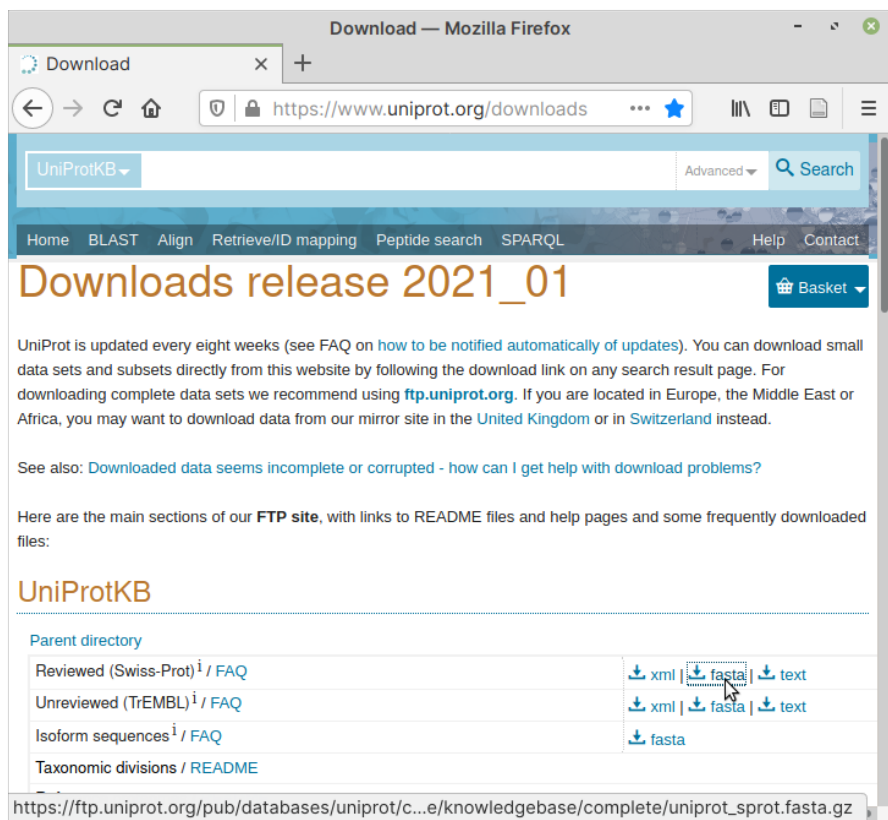 Download — Mozilla Firefox
Download
https://www.uniprot.org/downloads
UniProtKB
Advanced
Search
Home BLAST Align Retrieve/ID mapping Peptide search SPARQL Help Contact
Downloads release 2021_01
Basket
UniProt is updated every eight weeks (see FAQ on how to be notified automatically of updates). You can download small
data sets and subsets directly from this website by following the download link on any search result page. For
downloading complete data sets we recommend using ftp.uniprot.org. If you are located in Europe, the Middle East or
Africa, you may want to download data from our mirror site in the United Kingdom or in Switzerland instead.
See also: Downloaded data seems incomplete or corrupted - how can I get help with download problems?
Here are the main sections of our FTP site, with links to README files and help pages and some frequently downloaded
files:
UniProtKB
Parent directory
Reviewed (Swiss-Prot) i / FAQ xml | fasta | text
Unreviewed (TrEMBL) i / FAQ xml | fasta | text
Isoform sequences i / FAQ fasta
Taxonomic divisions / README
https://ftp.uniprot.org/pub/databases/uniprot/c...e/knowledgebase/complete/uniprot_sprot.fasta.gz